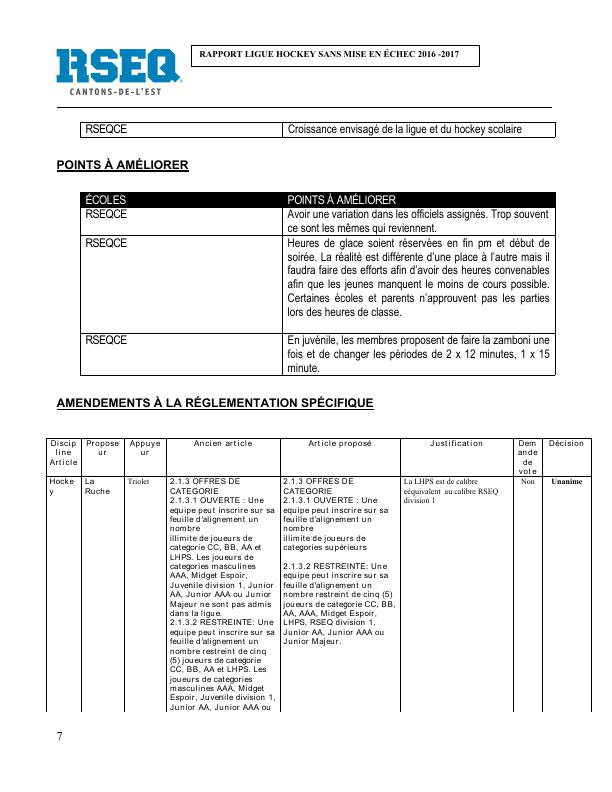 RSEQ
CANTONS-DE-L'EST
RAPPORT LIGUE HOCKEY SANS MISE EN ÉCHEC 2016 -2017
RSEQCE
Croissance envisagé de la ligue et du hockey scolaire
POINTS À AMÉLIORER
ÉCOLES
POINTS À AMÉLIORER
RSEQCE
Avoir une variation dans les officiels assignés. Trop souvent
ce sont les mêmes qui reviennent.
RSEQCE
Heures de glace soient réservées en fin pm et début de
soirée. La réalité est différente d'une place à l'autre mais il
faudra faire des efforts afin d'avoir des heures convenables
afin que les jeunes manquent le moins de cours possible.
Certaines écoles et parents n'approuvent pas les parties
lors des heures de classe.
RSEQCE
En juvénile, les membres proposent de faire la zamboni une
fois et de changer les périodes de 2 x 12 minutes, 1 x 15
minute.
AMENDEMENTS À LA RÉGLEMENTATION SPÉCIFIQUE
Discip
line
Article
Propose
ur
Appuye
ur
Ancien article
Article proposé
Justification
Dem
ande
de
vote
Décision
Hocke
y
La
Ruche
Triolet
2.1.3 OFFRES DE
CATEGORIE
2.1.3.1 OUVERTE : Une
equipe peut inscrire sur sa
feuille d'alignement un
nombre
illimite:de joueurs de
categorie CC, BB, AA et
LHPS. Les joueurs de
categories masculines
AAA, Midget Espoir,
Juvenile division 1, Junior
AA, Junior AAA ou Junior
Majeur ne sont pas admis
dans la ligue.
2.1.3.2 RESTREINTE: Une
equipe peut inscrire sur sa
feuille d'alignement un
nombre restreint de cinq
(5) joueurs de categorie
CC, BB, AA et LHPS. Les
joueurs de categories
masculines AAA, Midget
Espoir, Juvenile division 1,
Junior AA, Junior AAA ou
2.1.3 OFFRES DE
CATEGORIE
2.1.3.1 OUVERTE : Une
equipe peut inscrire sur sa
feuille d'alignement un
nombre
illimite:de joueurs de
categories supérieurs
2.1.3.2 RESTREINTE: Une
equipe peut inscrire sur sa
feuille d'alignement un
nombre restreint de cinq (5)
joueurs de categorie CC, BB,
AA, AAA, Midget Espoir,
LHPS, RSEQ division 1,
Junior AA, Junior AAA ou
Junior Majeur.
La LHPS est de calibre
eéquivalent au calibre RSEQ
division 1
Non
Unanime
7